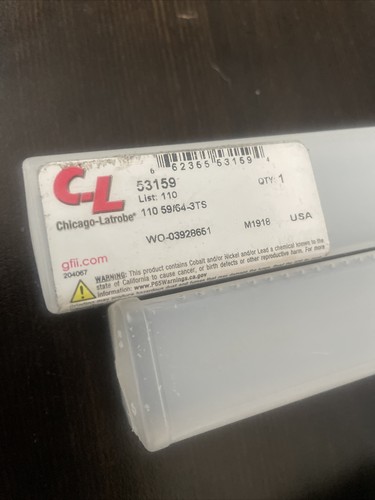 6 62355 53159 4
C-L
Chicago-Latrobe®
53159
QTY: 1
List: 110
110 59/64-3TS
WO-03928651
M1918
USA
gfii.com
204067
WARNING: This product contains Cobalt and/or Nickel and/or Lead a chemical known to the
state of California to cause cancer, or birth defects or other reproductive harm. For more
information: www.P65Warnings.ca.gov